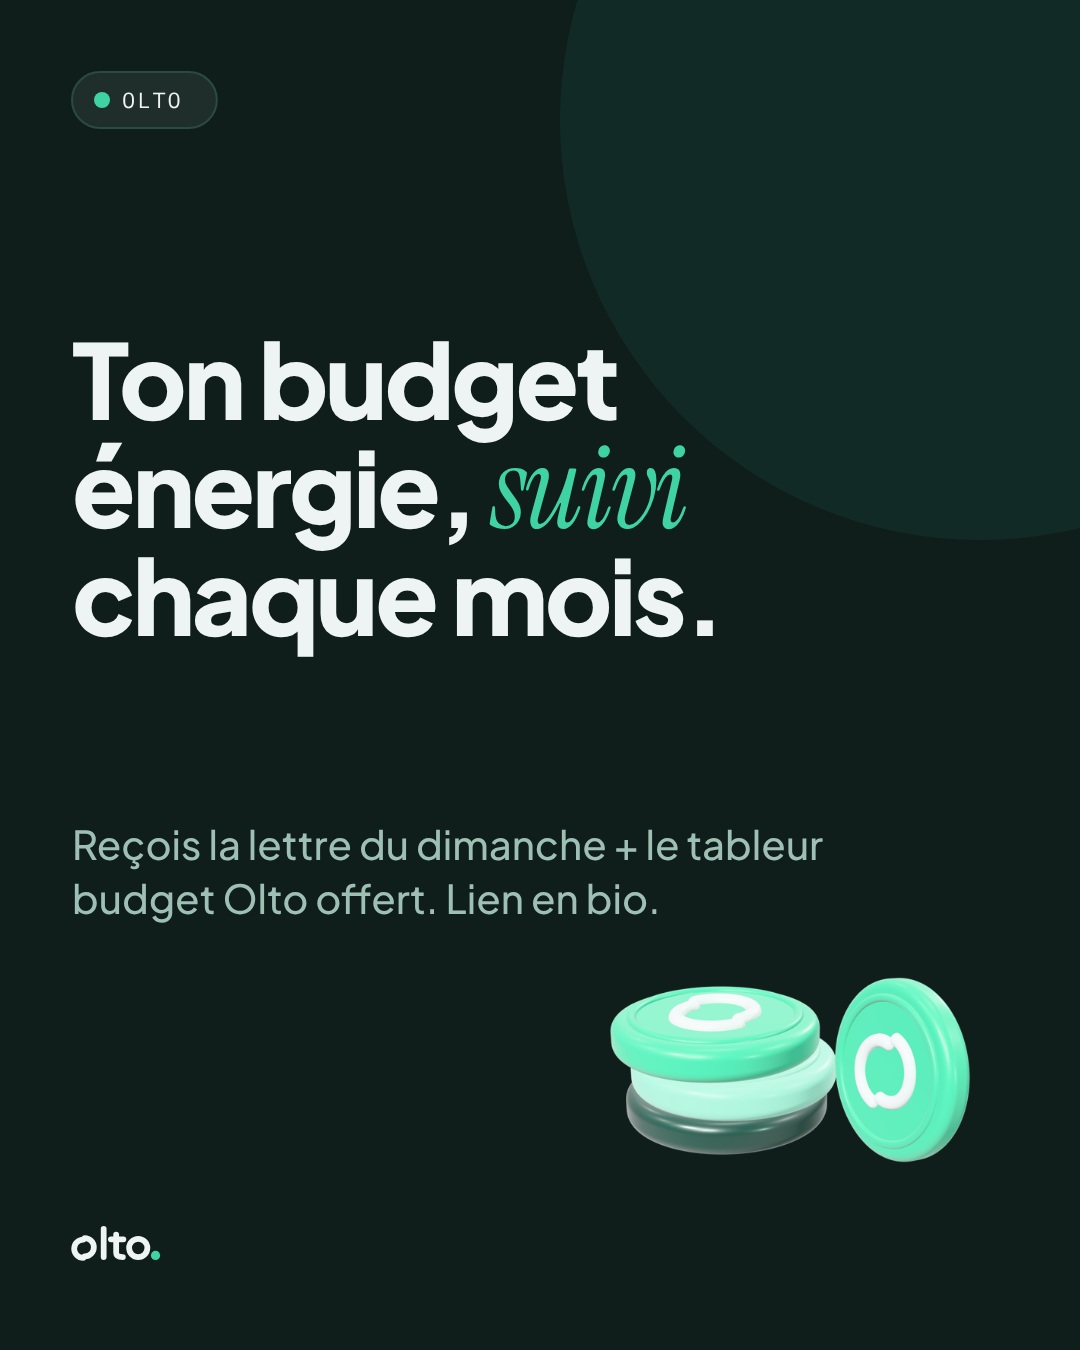 OLTO
Ton budget
énergie, suivi
chaque mois.
Reçois la lettre du dimanche + le tableur
budget Olto offert. Lien en bio.
olto.